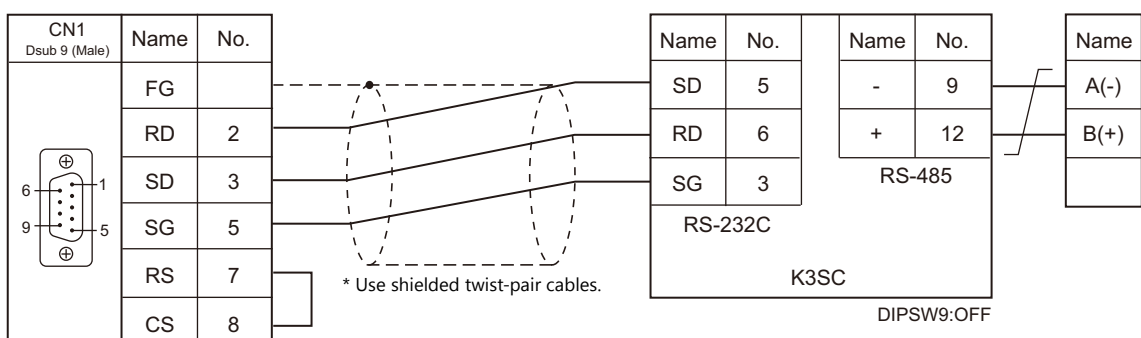 CN1
Dsub 9 (Male)
Name No.
FG
RD 2
SD 3
SG 5
RS 7
CS 8
6 1
9 5
* Use shielded twist-pair cables.
Name No.
SD 5
RD 6
SG 3
RS-232C
Name No.
- 9
+ 12
RS-485
K3SC
DIPSW9:OFF
Name
A(-)
B(+)